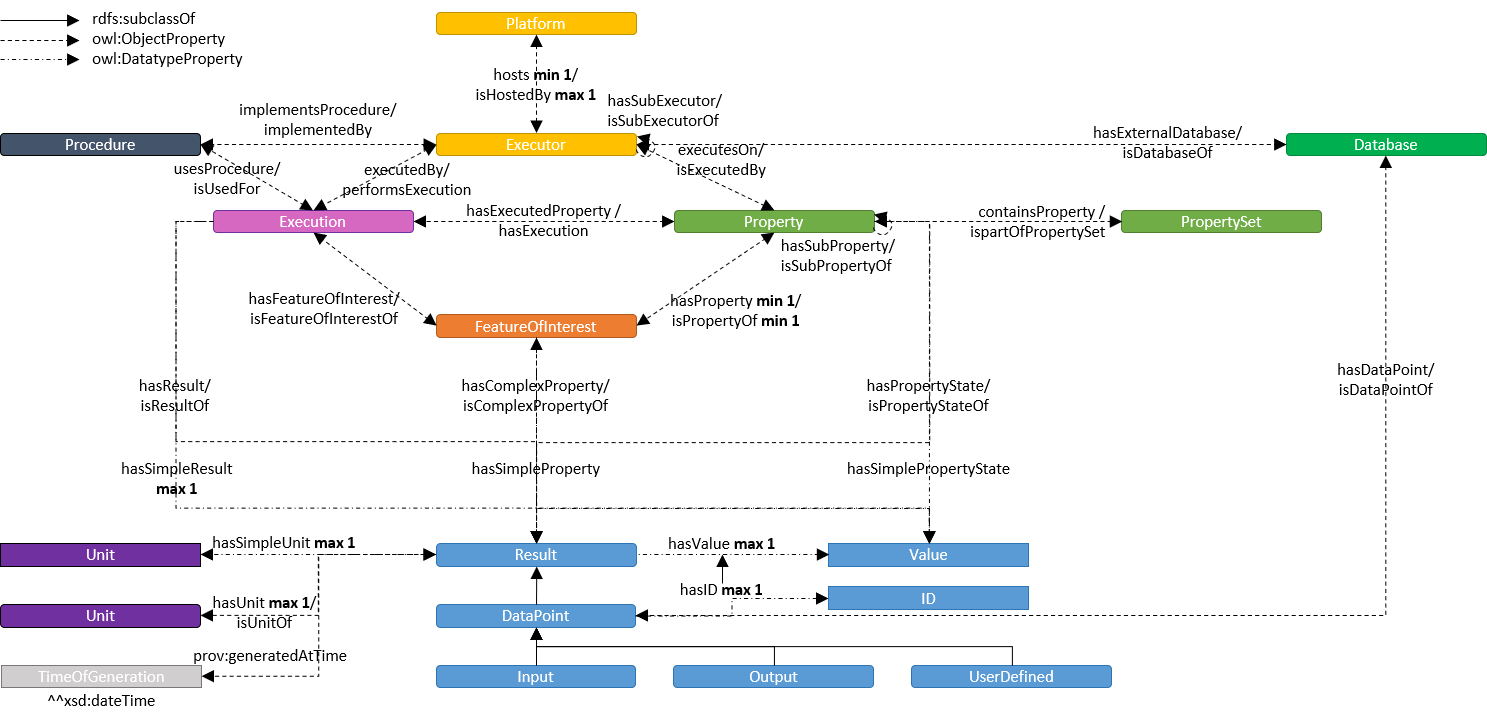 rdfs:subclassOf
owl:ObjectProperty
owl:DatatypeProperty
Platform
hosts min 1/
isHostedBy max 1
hasSubExecutor/
isSubExecutorOf
implementsProcedure/
implementedBy
hasExternalDatabase/
isDatabaseOf
Procedure
Executor
Database
executesOn/
isExecutedBy
usesProcedure/
isUsedFor
executedBy/
performsExecution
hasExecutedProperty /
hasExecution
containsProperty /
ispartOfPropertySet
Execution
Property
PropertySet
hasSubProperty/
isSubPropertyOf
hasFeatureOfInterest/
isFeatureOfInterestOf
hasProperty min 1/
isPropertyOf min 1
FeatureOfInterest
hasResult/
isResultOf
hasComplexProperty/
isComplexPropertyOf
hasPropertyState/
isPropertyStateOf
hasDataPoint/
isDataPointOf
hasSimpleResult
max 1
hasSimpleProperty
hasSimplePropertyState
hasSimpleUnit max 1
hasValue max 1
Unit
Result
Value
hasID max 1
ID
hasUnit max 1/
isUnitOf
Unit
DataPoint
prov:generatedAtTime
TimeOfGeneration
Input
Output
UserDefined
^^xsd:dateTime